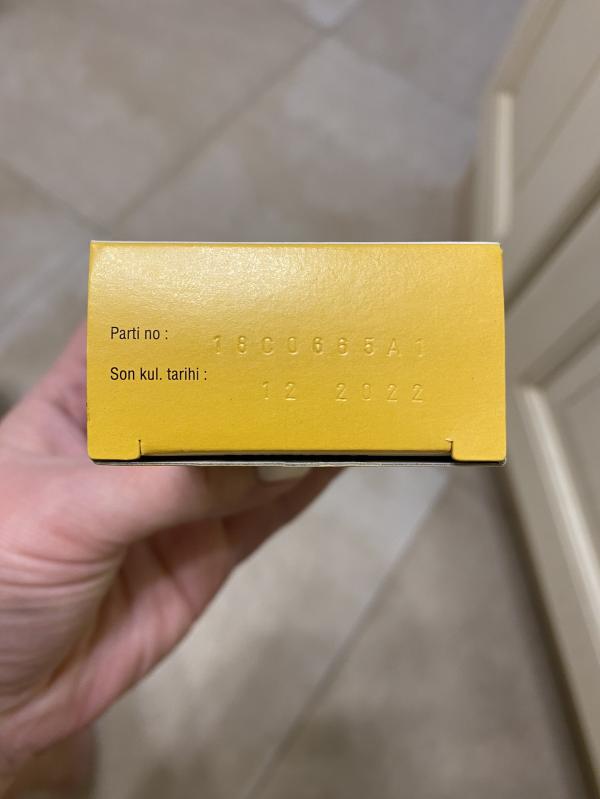 Parti no : 18C0665A1
Son kul. tarihi : 12 2022